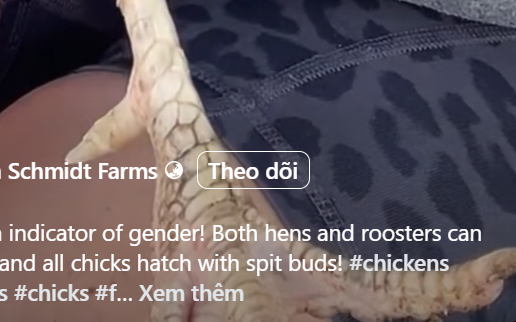 Schmidt Farms Theo dõi
indicator of gender! Both hens and roosters can
and all chicks hatch with spit buds! #chickens
#chicks #f... Xem thêm